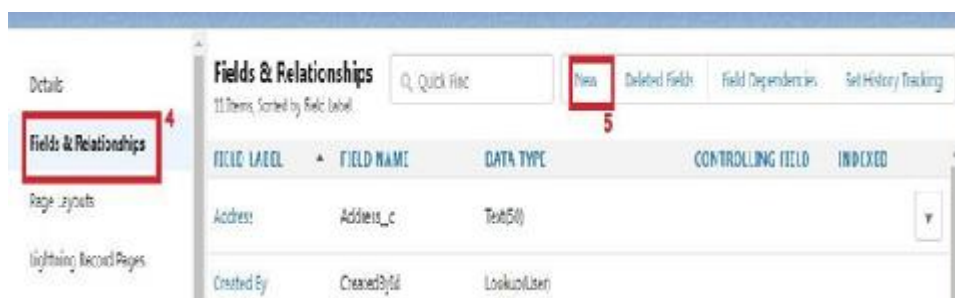 Details
Fields & Relationships
4
Page Layouts
Lightning Record Pages
Fields & Relationships
11 Items, Sorted by Field Label
Quick Find
New
5
Deleted Fields
Field Dependencies
Set History Tracking
FIELD LABEL FIELD NAME DATA TYPE CONTROLLING FIELD INDEXED
Address Address_c Text(50)
Created By CreatedById Lookup(User)